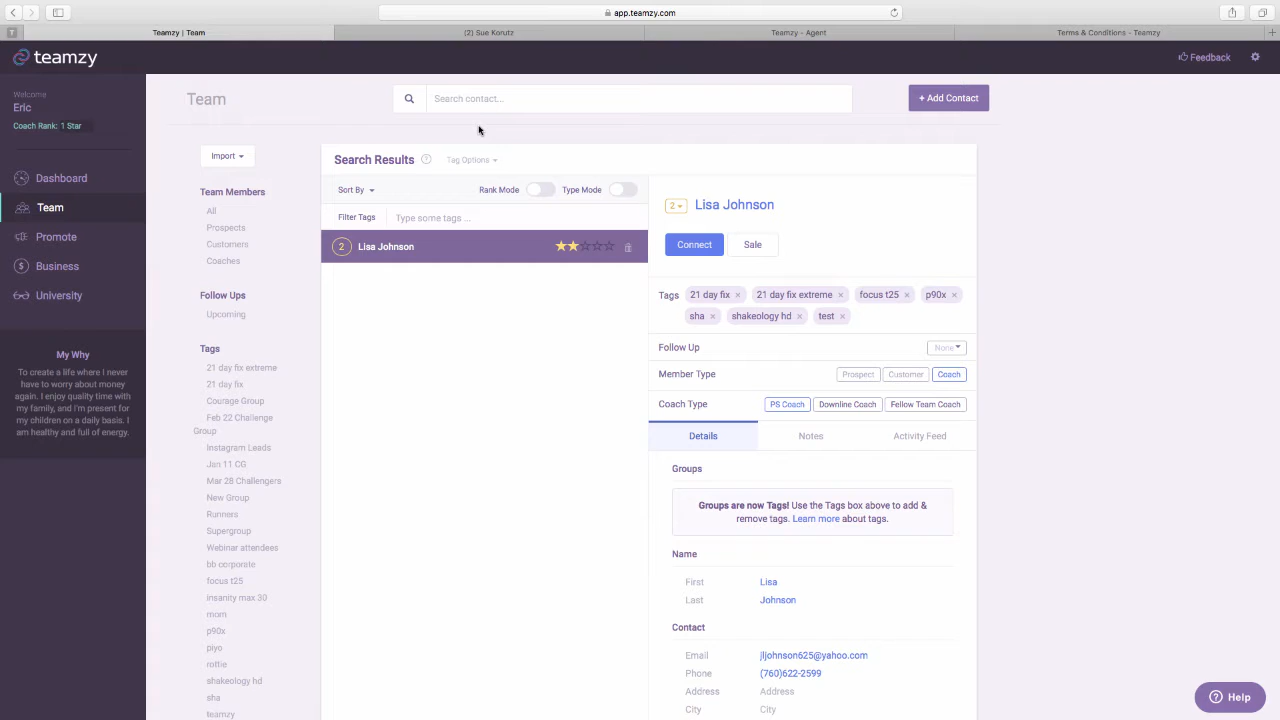 app.teamzy.com
T
Teamzy | Team
(2) Sue Korutz
Teamzy - Agent
Terms & Conditions - Teamzy
teamzy
Feedback
Welcome
Eric
Coach Rank: 1 Star
Dashboard
Team
Promote
Business
University
My Why
To create a life where I never
have to worry about money
again. I enjoy quality time with
my family, and I'm present for
my children on a daily basis. I
am healthy and full of energy.
Team
Search contact...
+ Add Contact
Import
Team Members
All
Prospects
Customers
Coaches
Follow Ups
Upcoming
Tags
21 day fix extreme
21 day fix
Courage Group
Feb 22 Challenge
Group
Instagram Leads
Jan 11 CG
Mar 28 Challengers
New Group
Runners
Supergroup
Webinar attendees
bb corporate
focus t25
insanity max 30
mom
p90x
piyo
rottie
shakeology hd
sha
teamzy
Search Results ? Tag Options
Sort By Rank Mode Type Mode
Filter Tags Type some tags ...
2 Lisa Johnson
2 Lisa Johnson
Connect Sale
Tags 21 day fix × 21 day fix extreme × focus t25 × p90x ×
sha × shakeology hd × test ×
Follow Up None
Member Type Prospect Customer Coach
Coach Type PS Coach Downline Coach Fellow Team Coach
Details Notes Activity Feed
Groups
Groups are now Tags! Use the Tags box above to add &
remove tags. Learn more about tags.
Name
First Lisa
Last Johnson
Contact
Email jljohnson625@yahoo.com
Phone (760)622-2599
Address Address
City City
? Help